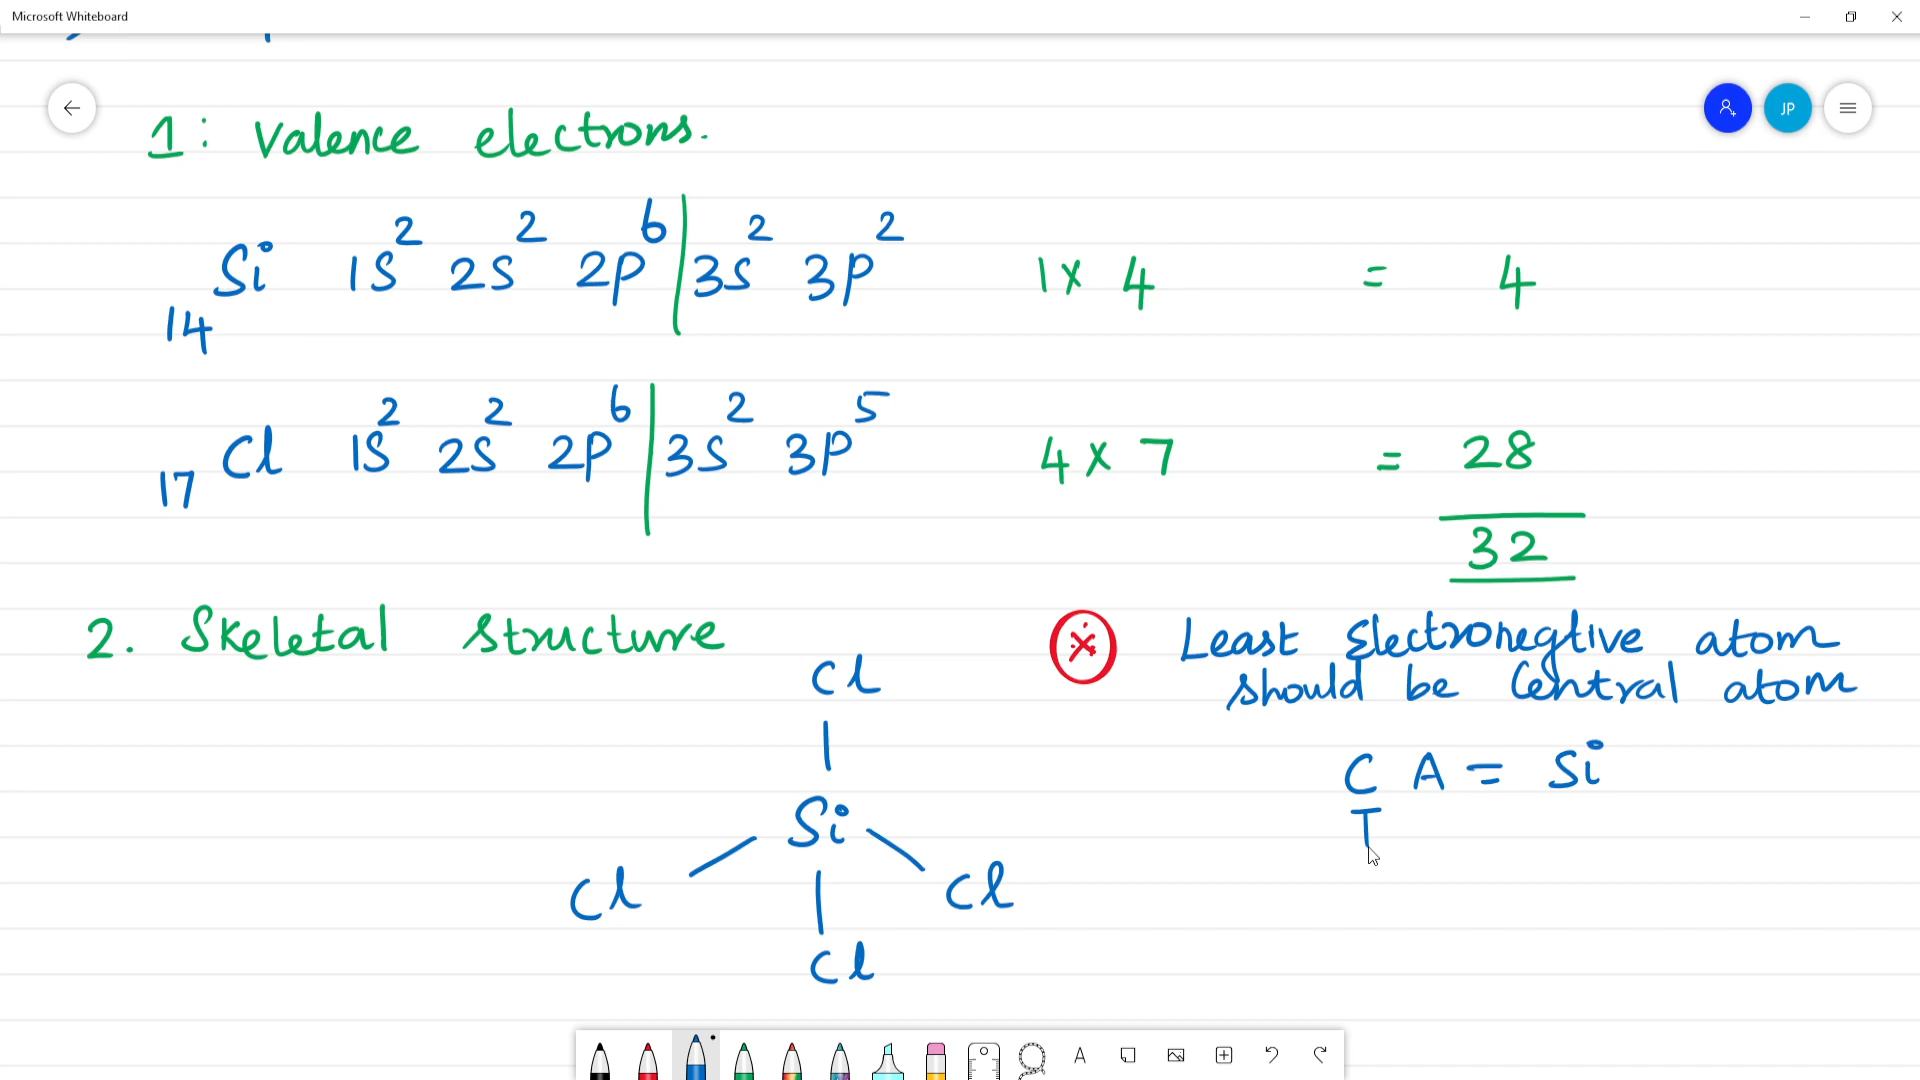 Microsoft Whiteboard
JP
1: Valence electrons.
14 Si 1s² 2s² 2p⁶ | 3s² 3p² 1 x 4 = 4
17 Cl 1s² 2s² 2p⁶ | 3s² 3p⁵ 4 x 7 = 28
32
2. Skeletal structure
Least Electronegtive atom
should be Central atom
Cl
Si
Cl Cl
Cl
C A = Si
T
A